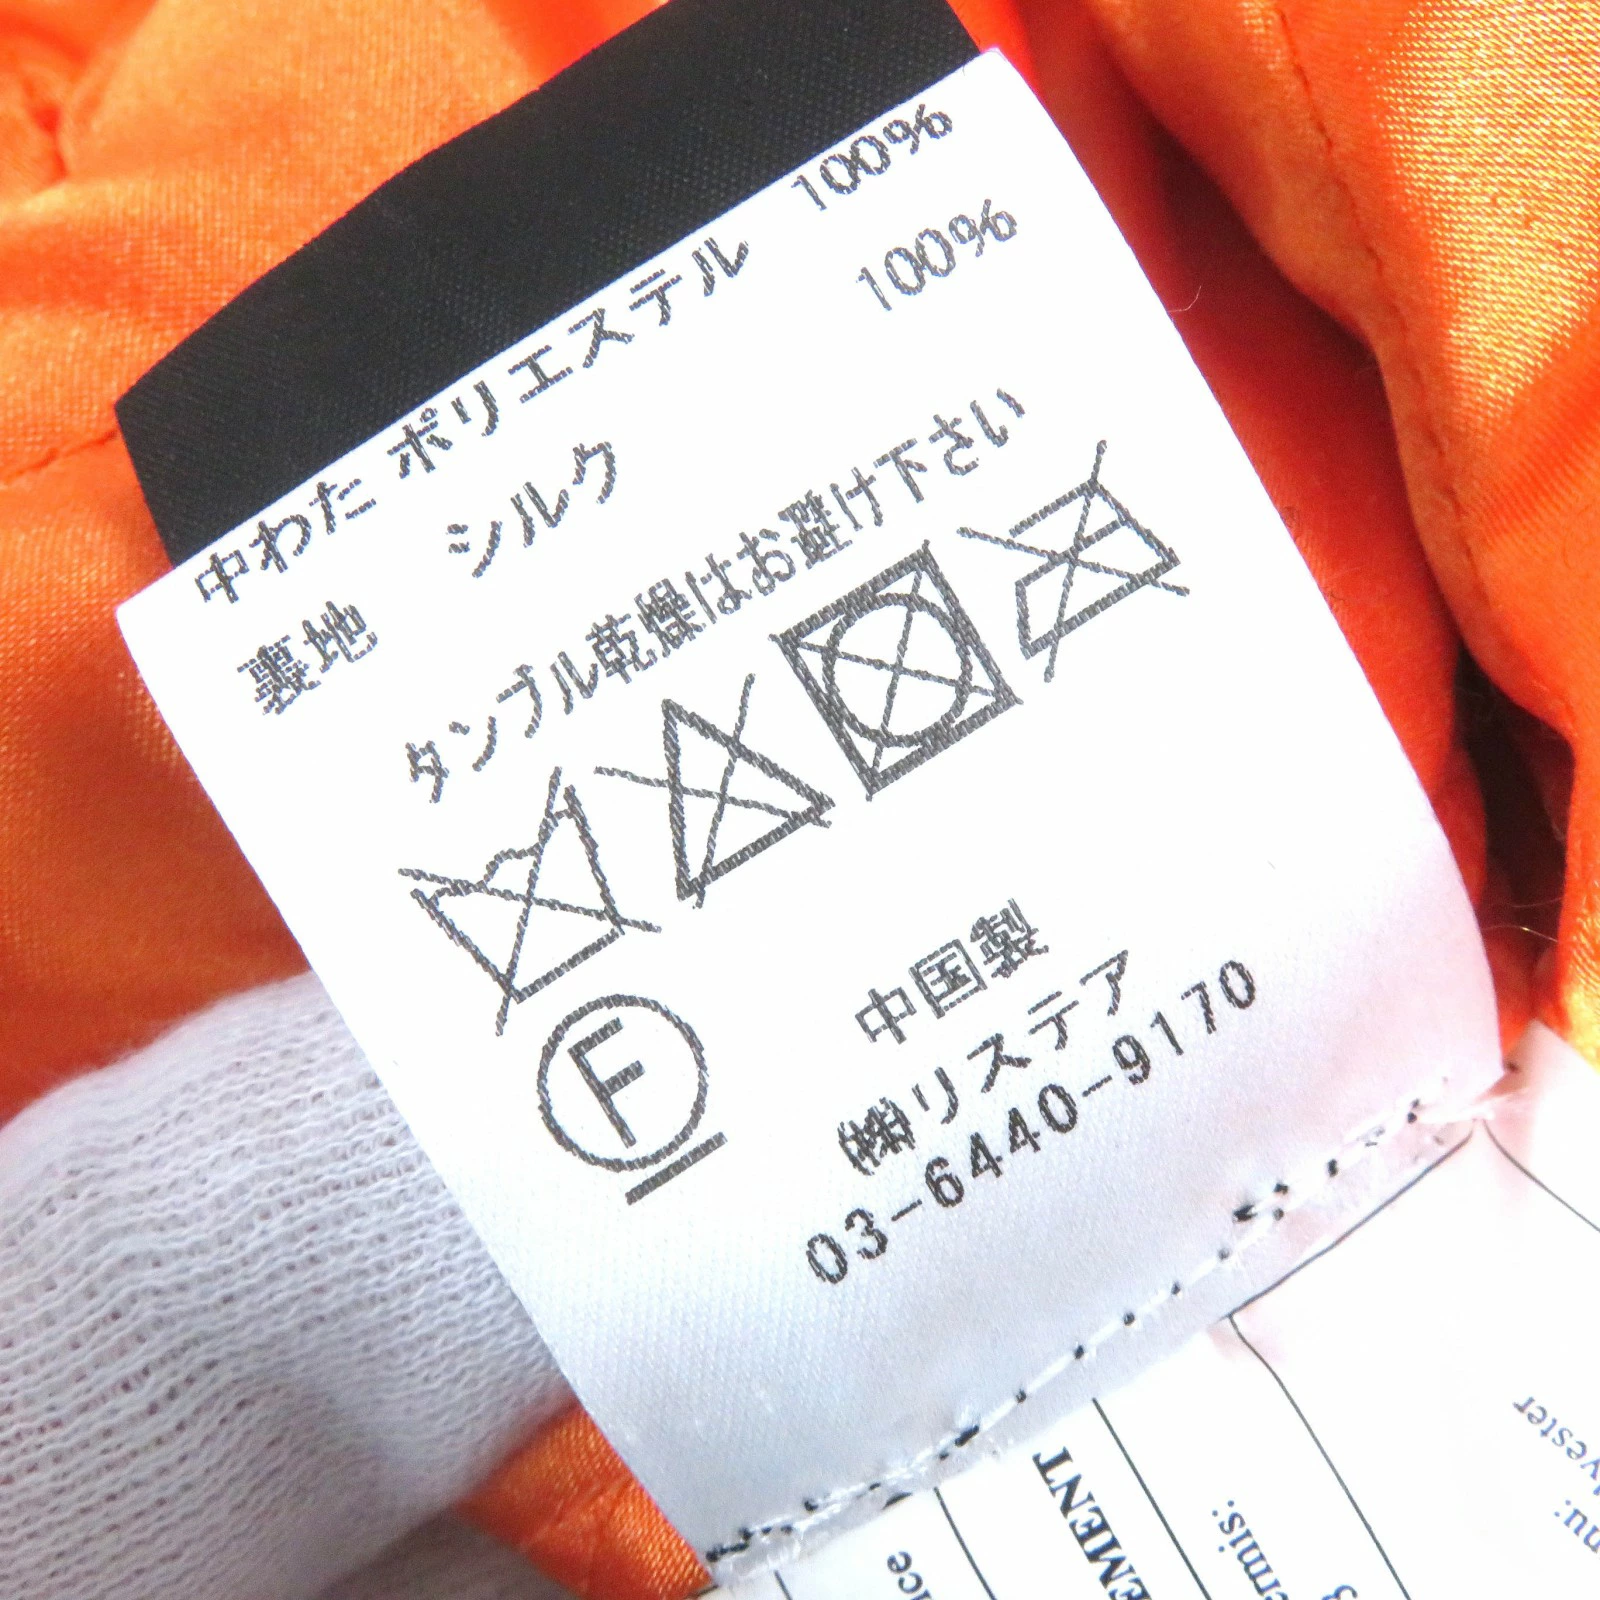 中わた ポリエステル 100%
裏地 シルク 100%
タンブル乾燥はお避け下さい
F
中国製
㈱リステア
03-6440-9170
EMENT